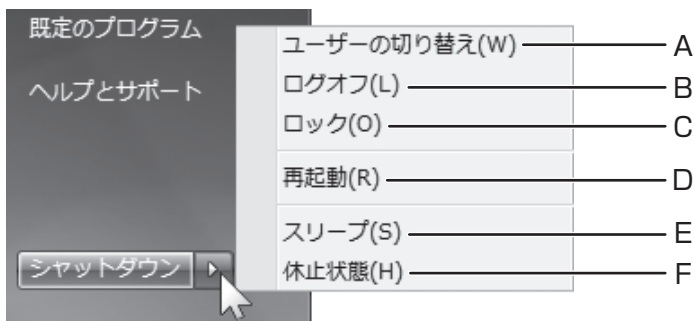 既定のプログラム
ヘルプとサポート
シャットダウン
ユーザーの切り替え(W) A
ログオフ(L) B
ロック(O) C
再起動(R) D
スリープ(S) E
休止状態(H) F